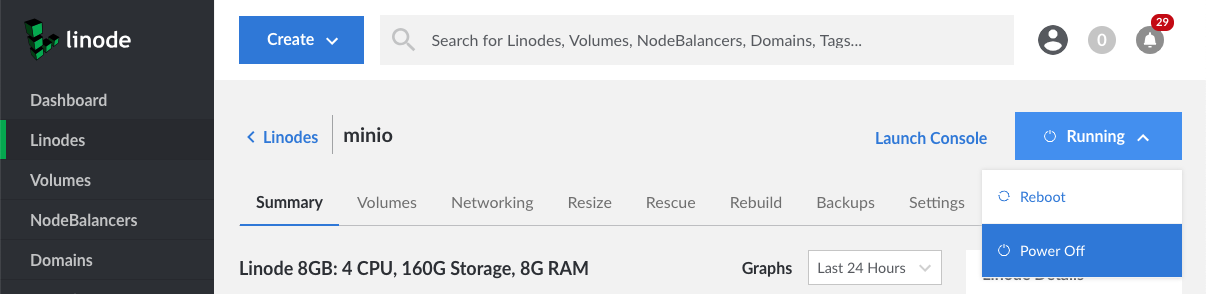 linode
Create
Search for Linodes, Volumes, NodeBalancers, Domains, Tags...
0
29
Dashboard
Linodes
Volumes
NodeBalancers
Domains
Linodes
minio
Launch Console
Running
Reboot
Power Off
Summary Volumes Networking Resize Rescue Rebuild Backups Settings
Linode 8GB: 4 CPU, 160G Storage, 8G RAM
Graphs
Last 24 Hours
Linode Details